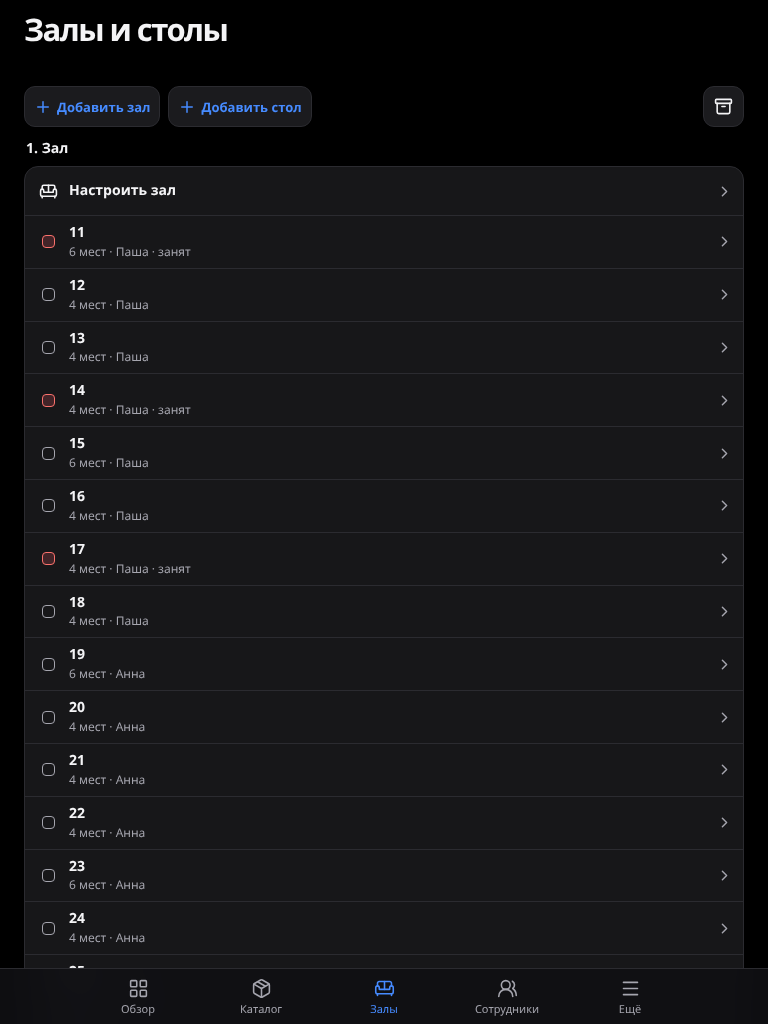 Залы и столы
Добавить зал
Добавить стол
1. Зал
Настроить зал
11
6 мест · Паша · занят
12
4 мест · Паша
13
4 мест · Паша
14
4 мест · Паша · занят
15
6 мест · Паша
16
4 мест · Паша
17
4 мест · Паша · занят
18
4 мест · Паша
19
6 мест · Анна
20
4 мест · Анна
21
4 мест · Анна
22
4 мест · Анна
23
6 мест · Анна
24
4 мест · Анна
Обзор
Каталог
Залы
Сотрудники
Ещё